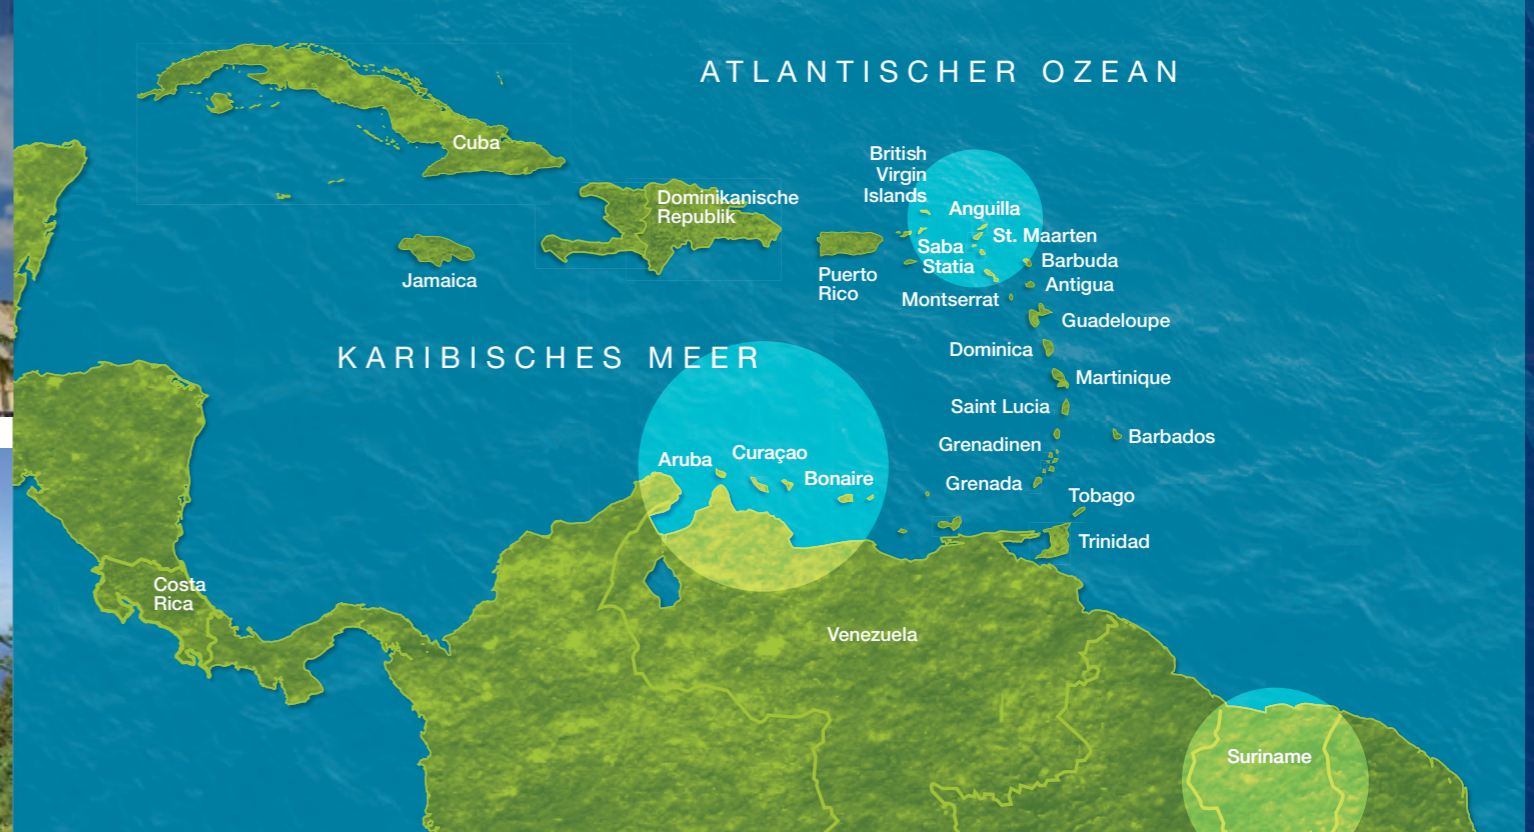 ATLANTISCHER OZEAN
Cuba
British
Virgin
Islands
Dominikanische
Republik
Anguilla
St. Maarten
Saba
Statia
Barbuda
Jamaica
Puerto
Rico
Antigua
Montserrat
Guadeloupe
Dominica
KARIBISCHES MEER
Martinique
Saint Lucia
Barbados
Grenadinen
Aruba
Curaçao
Bonaire
Grenada
Tobago
Trinidad
Costa
Rica
Venezuela
Suriname